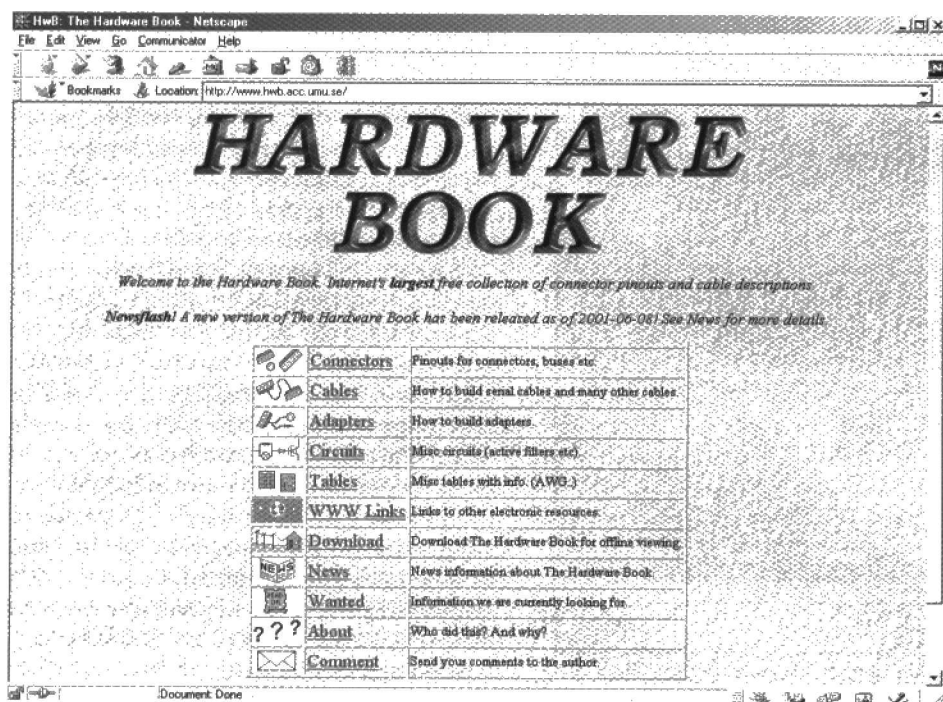 HwB: The Hardware Book - Netscape
File Edit View Go Communicator Help
Bookmarks Location: http://www.hwb.acc.umu.se/
HARDWARE
BOOK
Welcome to the Hardware Book. Internet's largest free collection of connector pinouts and cable descriptions.
Newsflash! A new version of The Hardware Book has been released as of 2001-06-08! See News for more details.
Connectors Pinouts for connectors, buses etc.
Cables How to build serial cables and many other cables.
Adapters How to build adapters.
Circuits Misc circuits (active filters etc).
Tables Misc tables with info. (AWG..)
WWW Links Links to other electronic resources.
Download Download The Hardware Book for offline viewing.
NEWS News News information about The Hardware Book.
Wanted Information we are currently looking for.
? ? ? About Who did this? And why?
Comment Send your comments to the author.
Document: Done